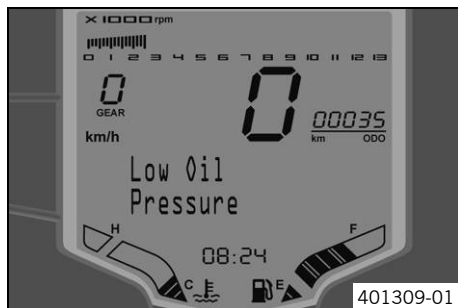 X 1000 rpm
0 1 2 3 4 5 6 7 8 9 10 11 12 13
0
GEAR
km/h
0
00035
km ODO
Low Oil
Pressure
H
F
08:24
C
E
401309-01